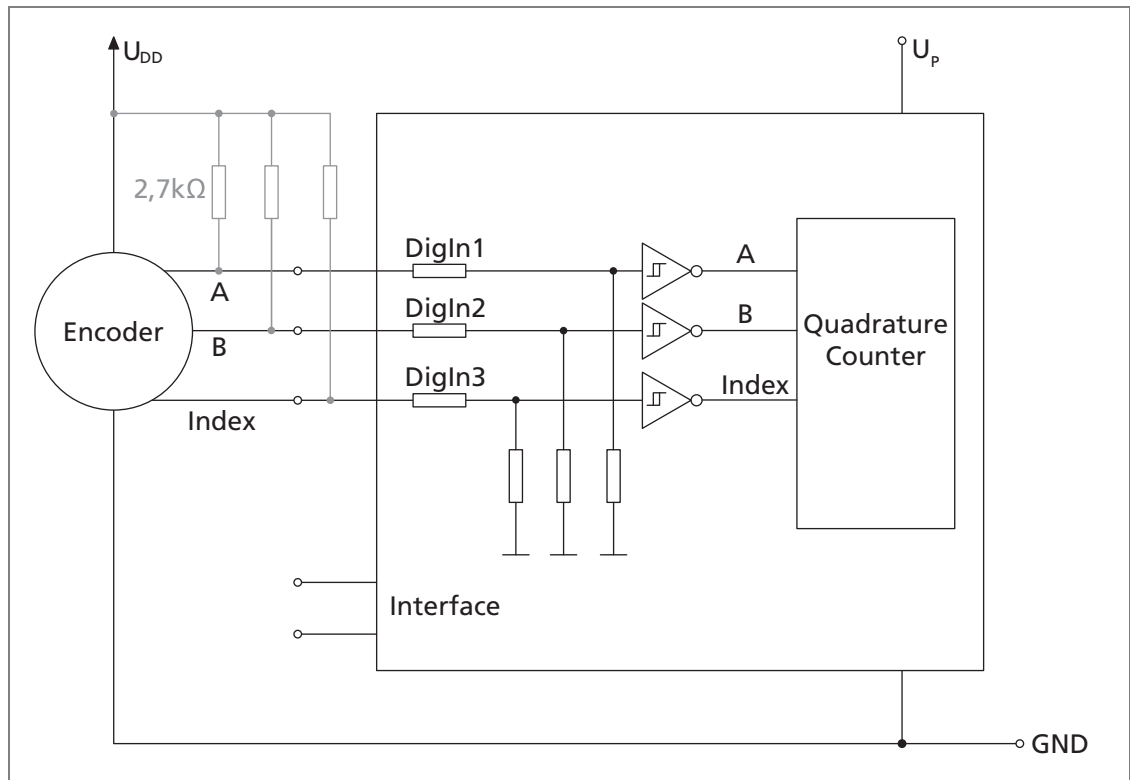 U_DD
U_P
2,7kΩ
DigIn1
A
A
DigIn2
B
B
Encoder
Quadrature
Counter
DigIn3
Index
Index
Interface
GND